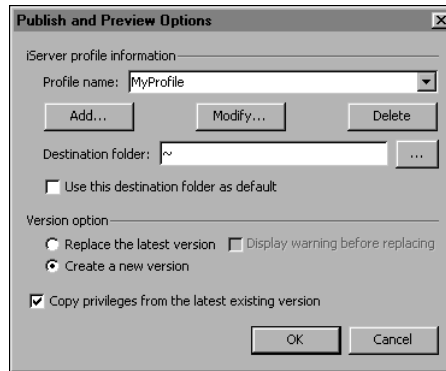 Publish and Preview Options
iServer profile information
Profile name: MyProfile
Add... Modify... Delete
Destination folder: ~ ...
Use this destination folder as default
Version option
Replace the latest version Display warning before replacing
Create a new version
Copy privileges from the latest existing version
OK Cancel